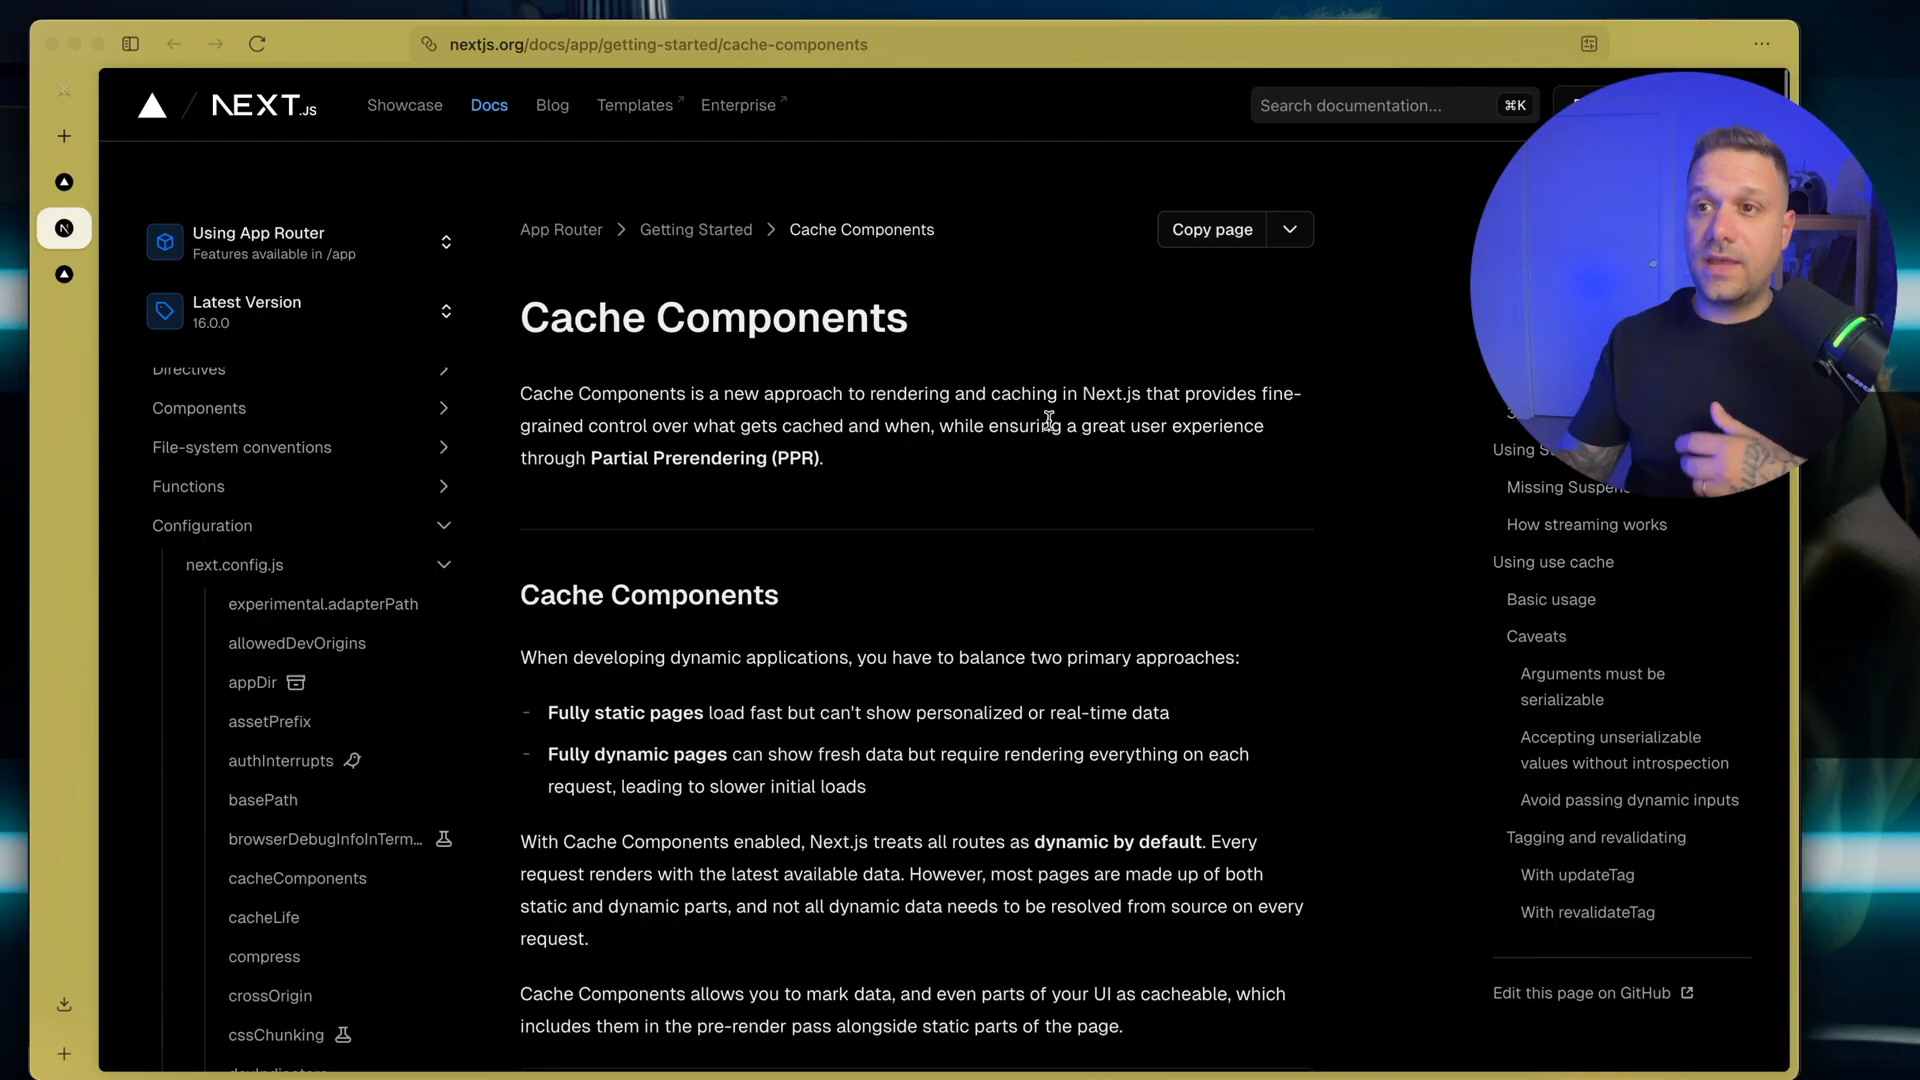 nextjs.org/docs/app/getting-started/cache-components
NEXT.JS
Showcase
Docs
Blog
Templates
Enterprise
Search documentation...
⌘K
Using App Router
Features available in /app
Latest Version
16.0.0
Directives
Components
File-system conventions
Functions
Configuration
next.config.js
experimental.adapterPath
allowedDevOrigins
appDir
assetPrefix
authInterrupts
basePath
browserDebugInfoInTerm...
cacheComponents
cacheLife
compress
crossOrigin
cssChunking
App Router > Getting Started > Cache Components
Copy page
Cache Components
Cache Components is a new approach to rendering and caching in Next.js that provides fine-
grained control over what gets cached and when, while ensuring a great user experience
through Partial Prerendering (PPR).
Cache Components
When developing dynamic applications, you have to balance two primary approaches:
- Fully static pages load fast but can't show personalized or real-time data
- Fully dynamic pages can show fresh data but require rendering everything on each
request, leading to slower initial loads
With Cache Components enabled, Next.js treats all routes as dynamic by default. Every
request renders with the latest available data. However, most pages are made up of both
static and dynamic parts, and not all dynamic data needs to be resolved from source on every
request.
Cache Components allows you to mark data, and even parts of your UI as cacheable, which
includes them in the pre-render pass alongside static parts of the page.
Using
Missing
How streaming works
Using use cache
Basic usage
Caveats
Arguments must be
serializable
Accepting unserializable
values without introspection
Avoid passing dynamic inputs
Tagging and revalidating
With updateTag
With revalidateTag
Edit this page on GitHub